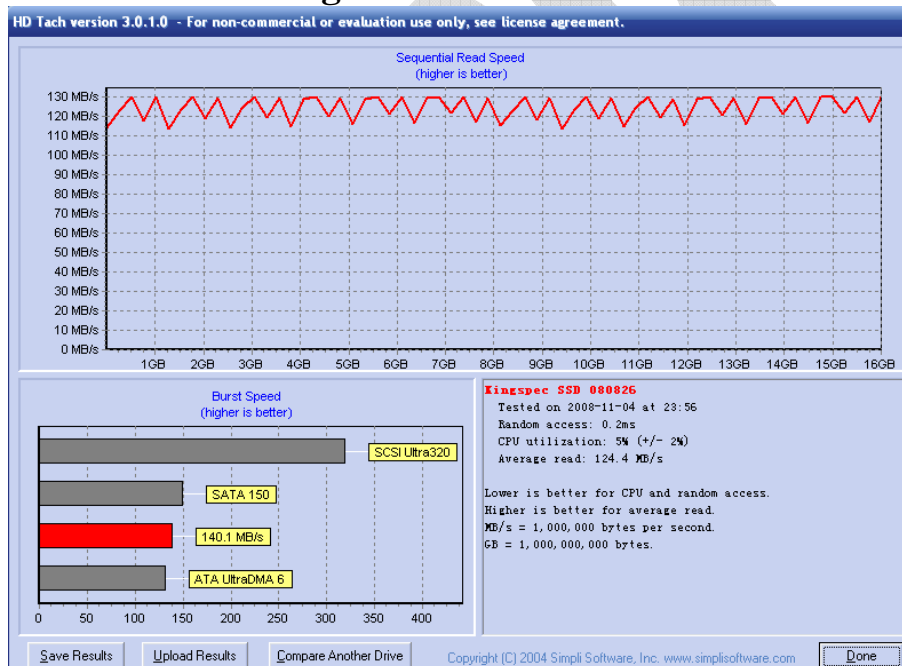 HD Tach version 3.0.1.0 - For non-commercial or evaluation use only, see license agreement.
Sequential Read Speed
(higher is better)
130 MB/s
120 MB/s
110 MB/s
100 MB/s
90 MB/s
80 MB/s
70 MB/s
60 MB/s
50 MB/s
40 MB/s
30 MB/s
20 MB/s
10 MB/s
0 MB/s
1GB 2GB 3GB 4GB 5GB 6GB 7GB 8GB 9GB 10GB 11GB 12GB 13GB 14GB 15GB 16GB
Burst Speed
(higher is better)
SCSI Ultra320
SATA 150
140.1 MB/s
ATA UltraDMA 6
0 50 100 150 200 250 300 350 400
Kingspec SSD 080826
Tested on 2008-11-04 at 23:56
Random access: 0.2ms
CPU utilization: 5% (+/- 2%)
Average read: 124.4 MB/s
Lower is better for CPU and random access.
Higher is better for average read.
MB/s = 1,000,000 bytes per second.
GB = 1,000,000,000 bytes.
Save Results Upload Results Compare Another Drive Copyright (C) 2004 Simpli Software, Inc. www.simplisoftware.com Done